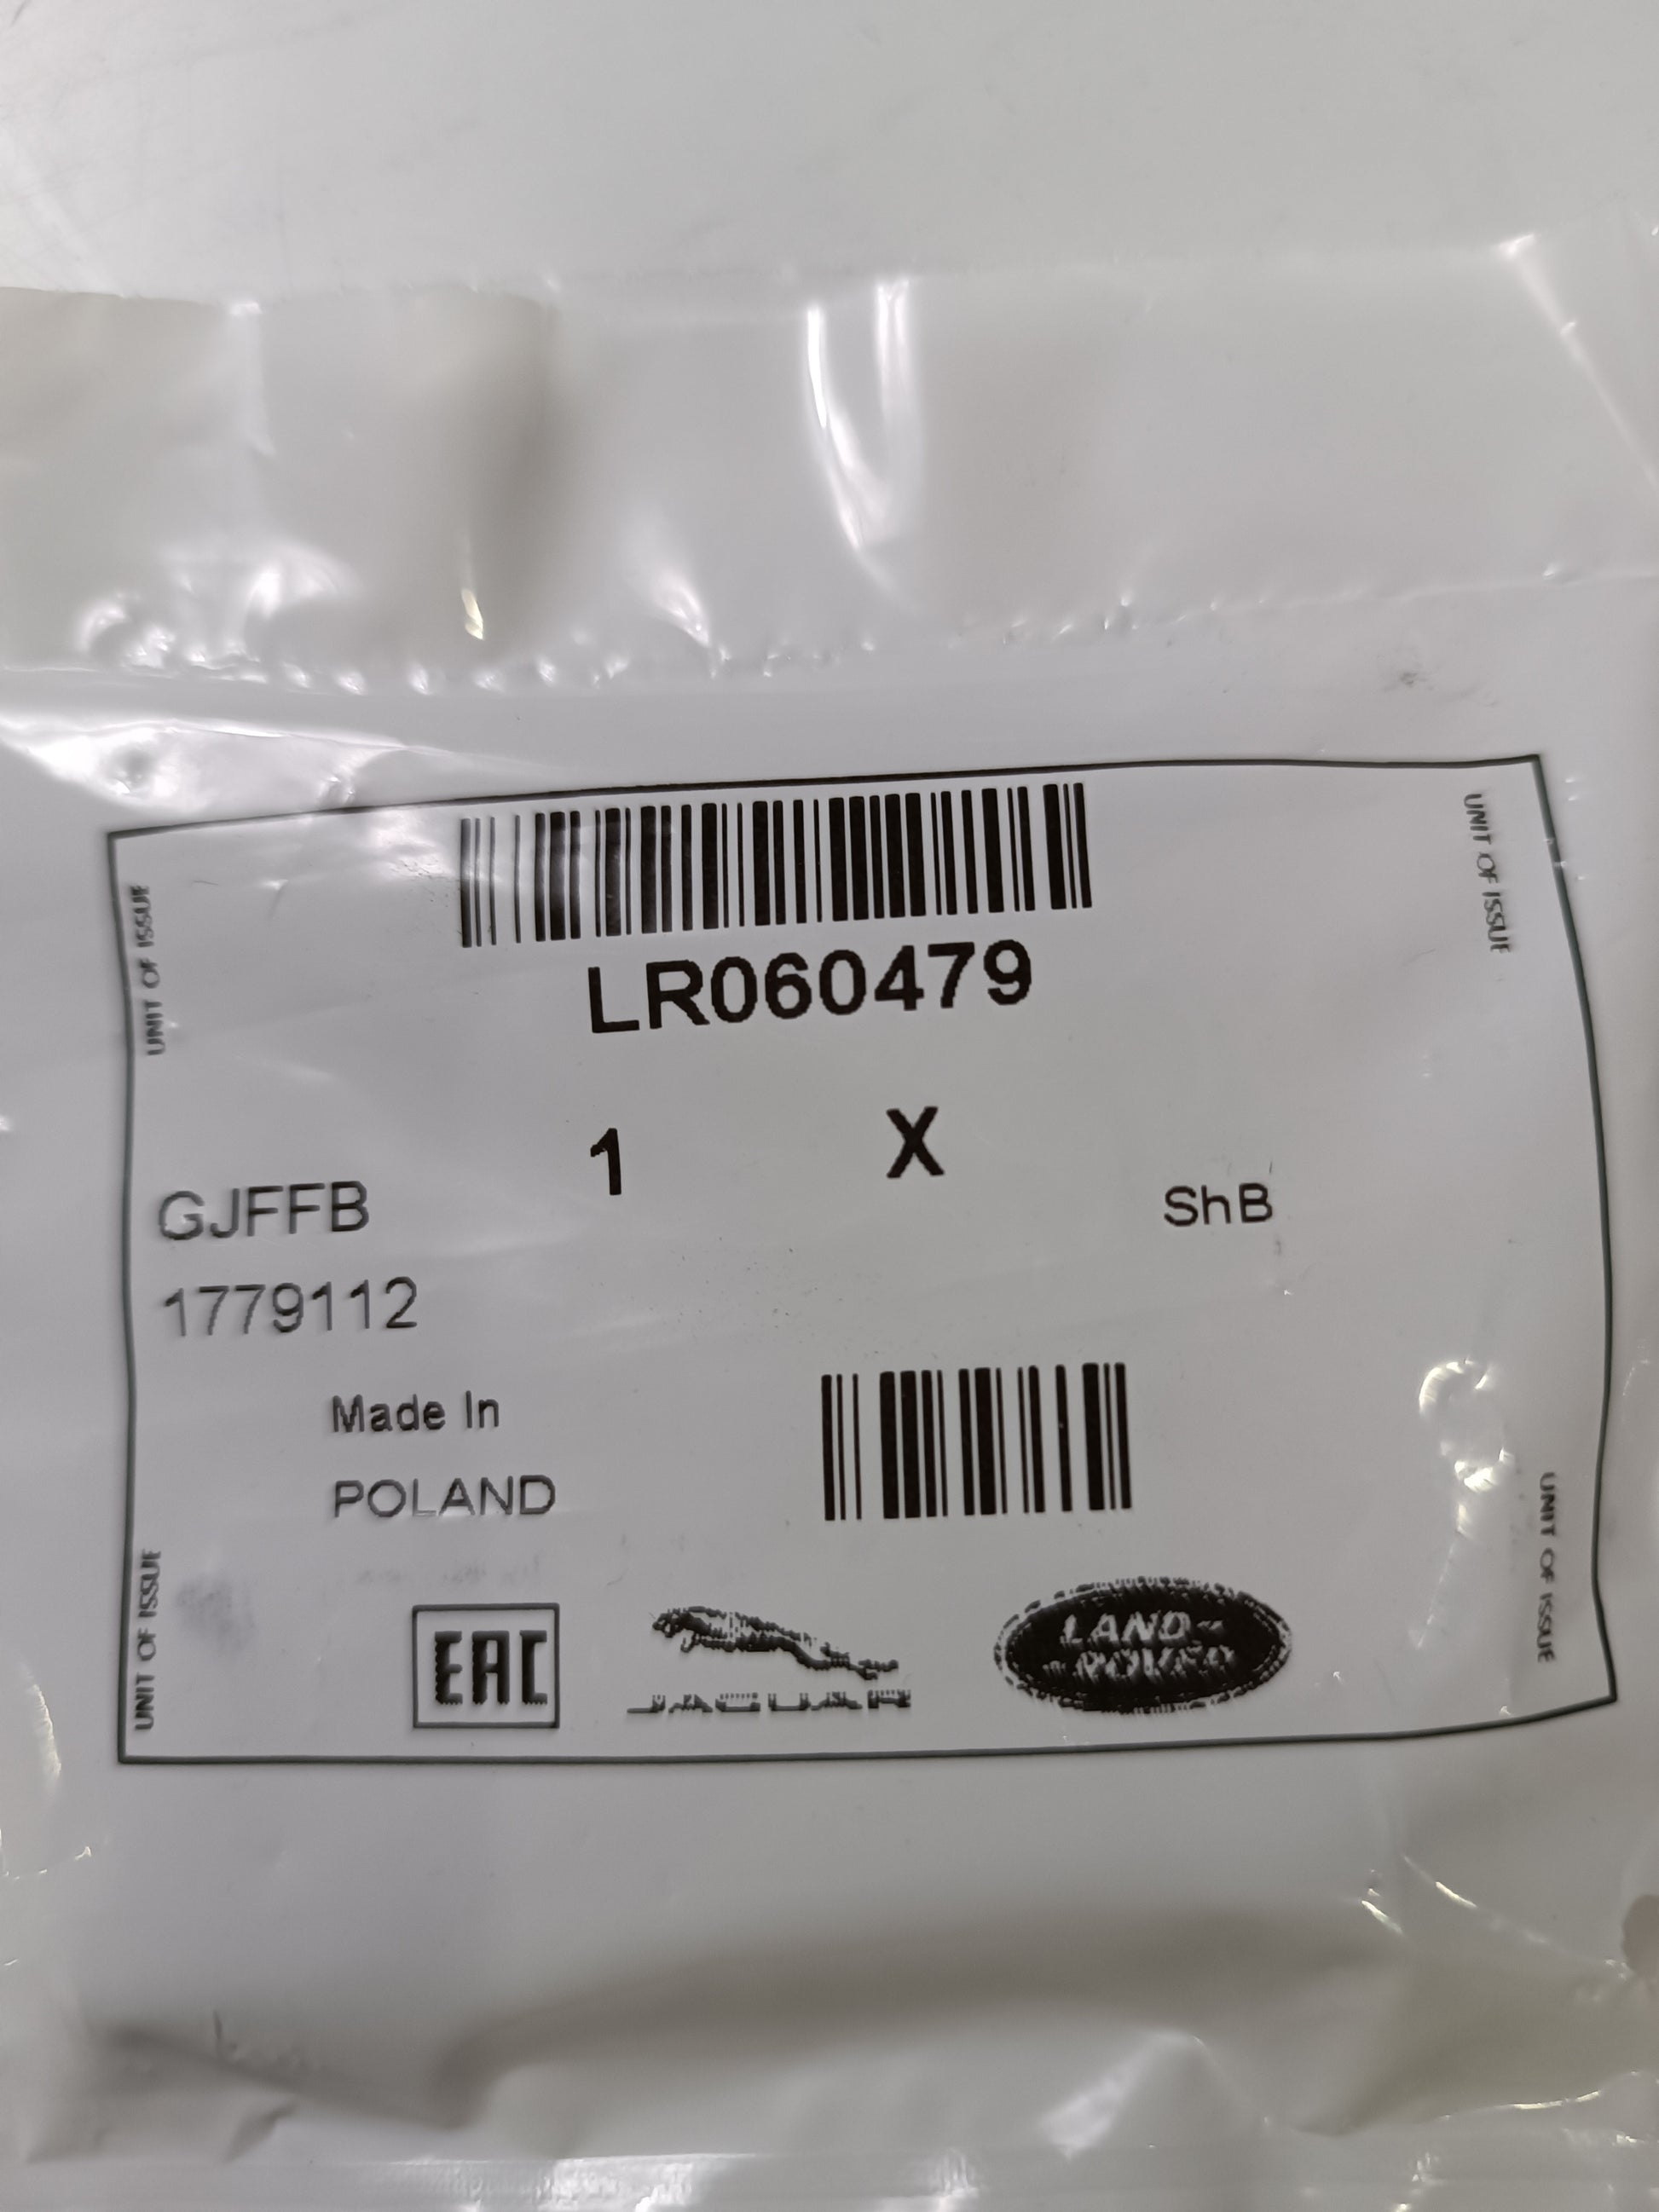 UNIT OF ISSUE
UNIT OF ISSUE
LR060479
1 X
GJFFB
ShB
1779112
Made In
POLAND
UNIT OF ISSUE
UNIT OF ISSUE
EAC
JAGUAR
LAND-
-ROVER